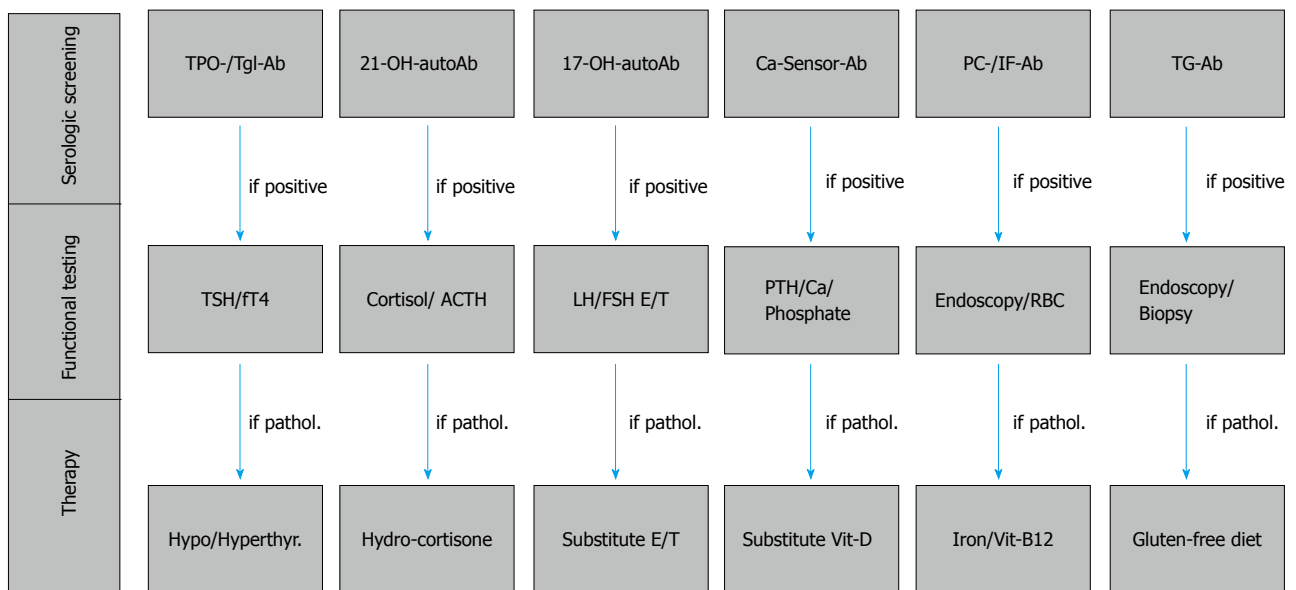 Serologic screening
TPO-/Tgl-Ab
21-OH-autoAb
17-OH-autoAb
Ca-Sensor-Ab
PC-/IF-Ab
TG-Ab
if positive
if positive
if positive
if positive
if positive
if positive
Functional testing
TSH/fT4
Cortisol/ ACTH
LH/FSH E/T
PTH/Ca/
Phosphate
Endoscopy/RBC
Endoscopy/
Biopsy
if pathol.
if pathol.
if pathol.
if pathol.
if pathol.
if pathol.
Therapy
Hypo/Hyperthyr.
Hydro-cortisone
Substitute E/T
Substitute Vit-D
Iron/Vit-B12
Gluten-free diet